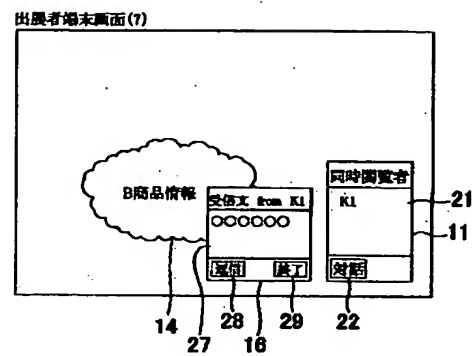 出展者端末画面(7)
B商品情報
受信文 from K1
○○○○○○
返信
終了
同時閲覧者
K1
対話
21
11
14
27
28
16
29
22